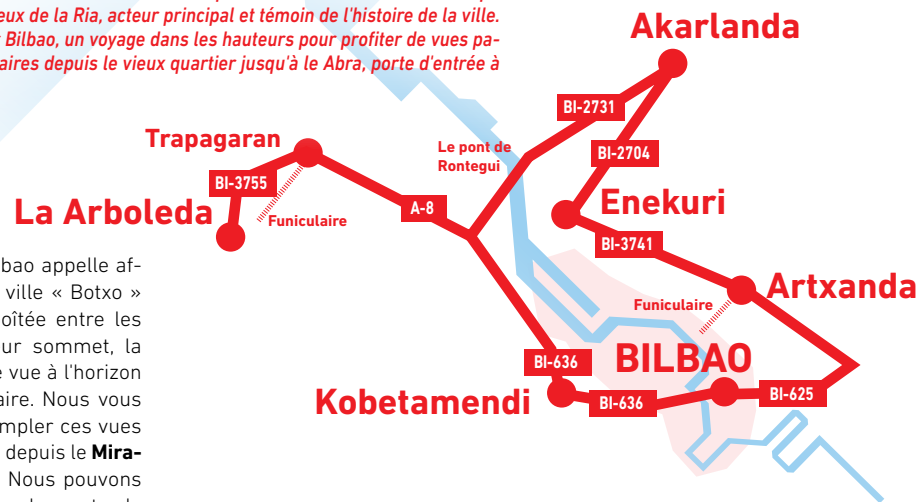 eux de la Ria, acteur principal et témoin de l'histoire de la ville.
Bilbao, un voyage dans les hauteurs pour profiter de vues pa-
aires depuis le vieux quartier jusqu'à le Abra, porte d'entrée à
Akarlanda
BI-2731
Trapagaran
Le pont de
Rontegui
BI-2704
BI-3755
La Arboleda
Funiculaire
A-8
Enekuri
BI-3741
Artxanda
Funiculaire
BI-636
BILBAO
Kobetamendi
BI-636
BI-625
lbao appelle af-
ville « Botxo »
oîtée entre les
ur sommet, la
e vue à l'horizon
aire. Nous vous
mpler ces vues
depuis le Mira-
Nous pouvons